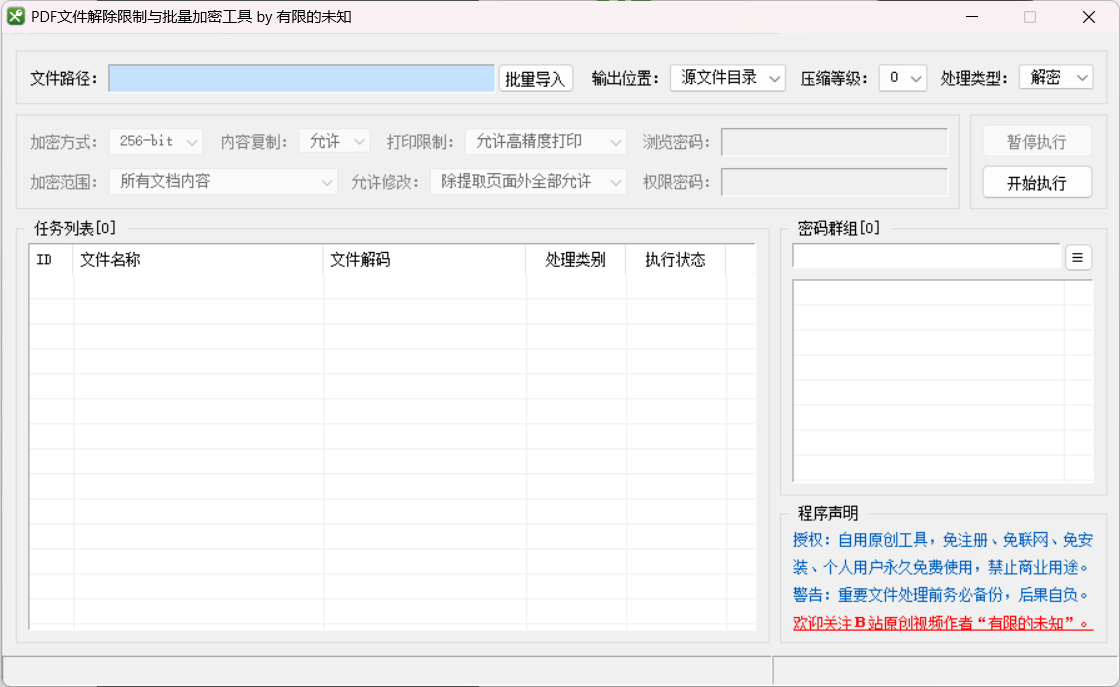 PDF文件解除限制与批量加密工具 by 有限的未知
文件路径： 批量导入 输出位置： 源文件目录 压缩等级： 0 处理类型： 解密
加密方式： 256-bit 内容复制： 允许 打印限制： 允许高精度打印 浏览密码： 暂停执行
加密范围： 所有文档内容 允许修改： 除提取页面外全部允许 权限密码： 开始执行
任务列表[0]
ID 文件名称 文件解码 处理类别 执行状态
密码群组[0]
程序声明
授权：自用原创工具，免注册、免联网、免安
装、个人用户永久免费使用，禁止商业用途。
警告：重要文件处理前务必备份，后果自负。
欢迎关注B站原创视频作者“有限的未知”。